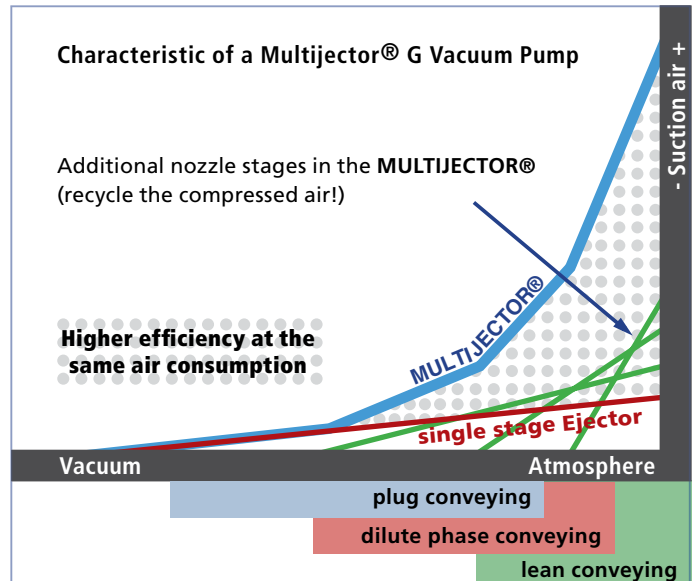 Characteristic of a Multijector® G Vacuum Pump
- Suction air +
Additional nozzle stages in the MULTIJECTOR®
(recycle the compressed air!)
Higher efficiency at the
same air consumption
MULTIJECTOR®
single stage Ejector
Vacuum
Atmosphere
plug conveying
dilute phase conveying
lean conveying